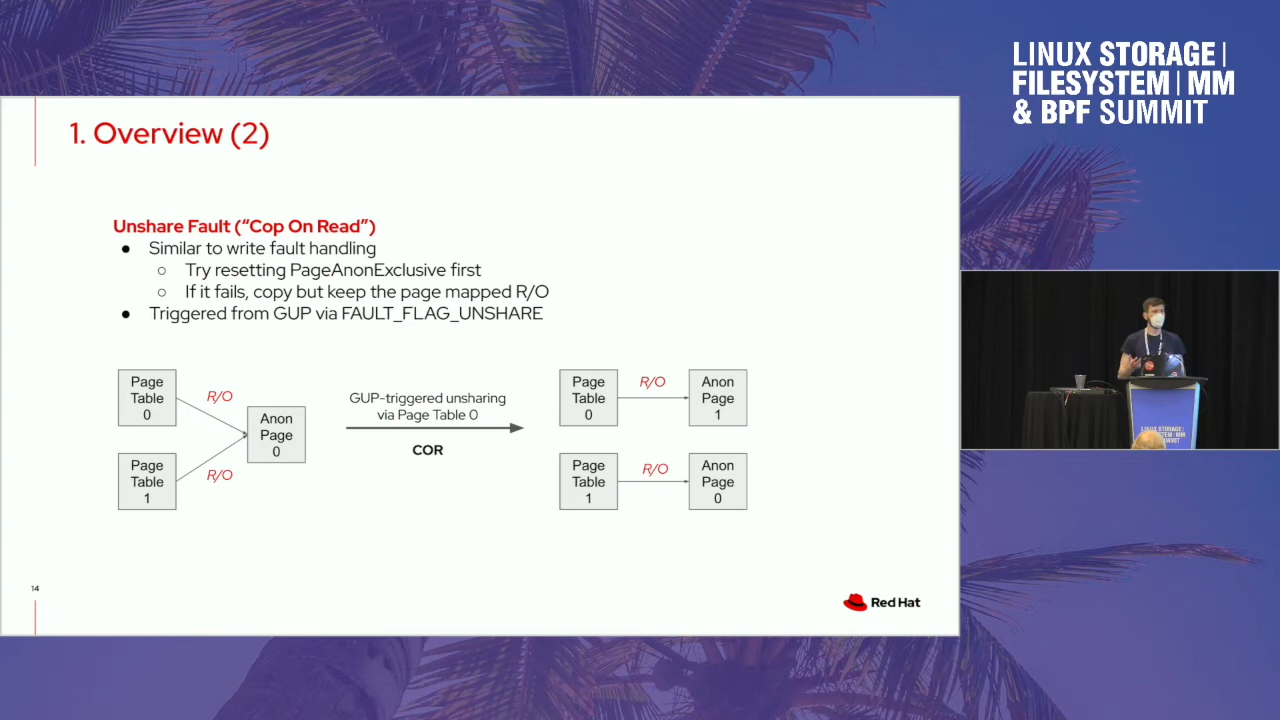 LINUX STORAGE |
FILESYSTEM | MM
& BPF SUMMIT
1. Overview (2)
Unshare Fault (“Cop On Read”)
● Similar to write fault handling
○ Try resetting PageAnonExclusive first
○ If it fails, copy but keep the page mapped R/O
● Triggered from GUP via FAULT_FLAG_UNSHARE
Page
Table
0
R/O
Page
Table
1
R/O
Anon
Page
0
GUP-triggered unsharing
via Page Table 0
COR
Page
Table
0
R/O
Anon
Page
1
Page
Table
1
R/O
Anon
Page
0
14
Red Hat
LINUX STORAGE |
SUMMIT